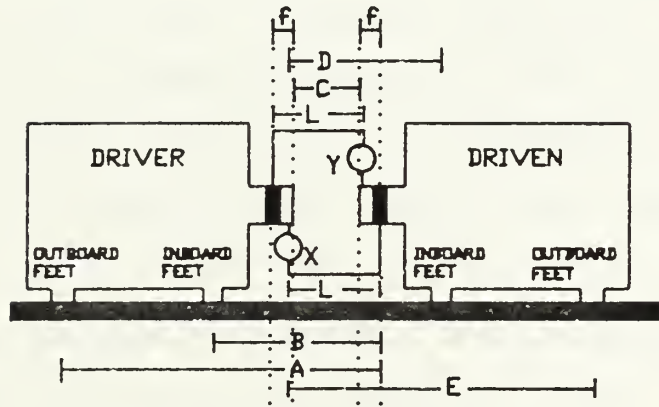 f f
D
C
L
Y
DRIVER DRIVEN
X
OUTBOARD FEET INBOARD FEET INBOARD FEET OUTBOARD FEET
L
B
A
E